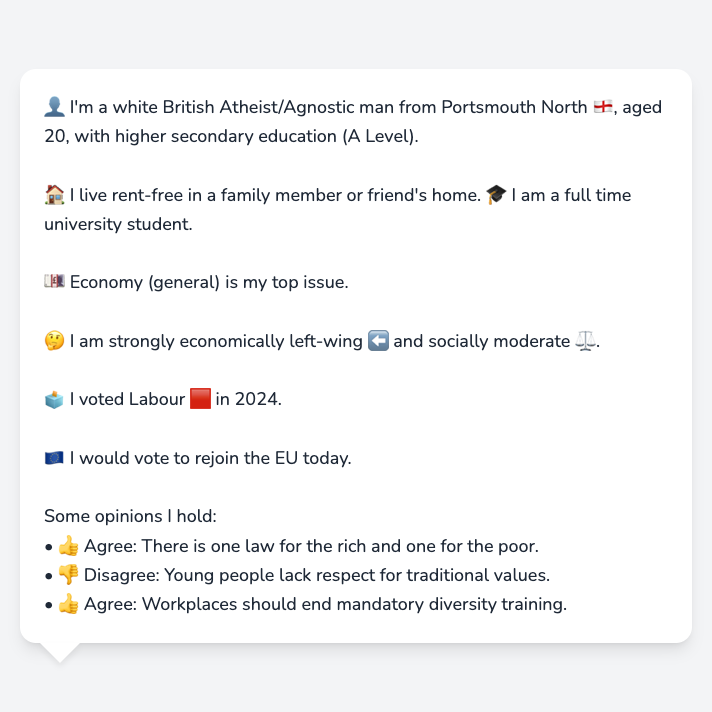 👤 I'm a white British Atheist/Agnostic man from Portsmouth North 🏴󠁧󠁢󠁥󠁮󠁧󠁿, aged
20, with higher secondary education (A Level).
🏠 I live rent-free in a family member or friend's home. 🎓 I am a full time
university student.
💷 Economy (general) is my top issue.
🤔 I am strongly economically left-wing ⬅️ and socially moderate ⚖️.
🗳️ I voted Labour 🟥 in 2024.
🇪🇺 I would vote to rejoin the EU today.
Some opinions I hold:
• 👍 Agree: There is one law for the rich and one for the poor.
• 👎 Disagree: Young people lack respect for traditional values.
• 👍 Agree: Workplaces should end mandatory diversity training.